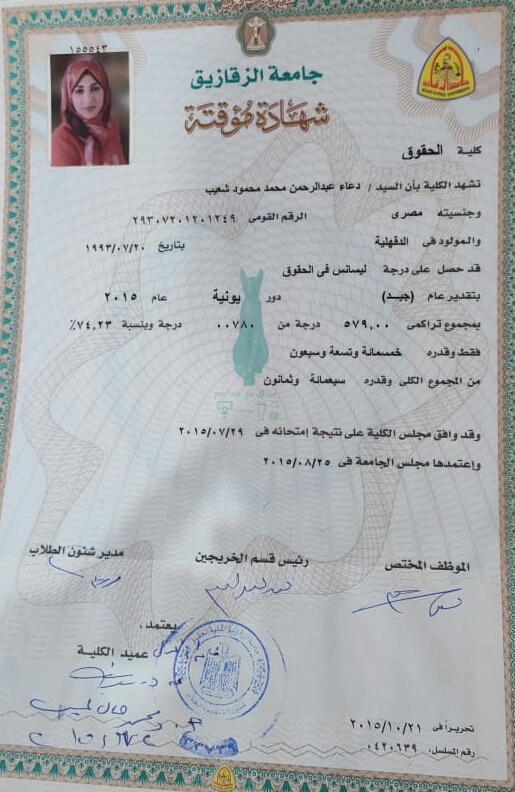 ١٥٥٥٤٣
جامعة الزقازيق
شهادة مؤقتة
كلية الحقوق
تشهد الكلية بأن السيد / دعاء عبدالرحمن محمد محمود شعيب
وجنسيته مصرى الرقم القومى ٢٩٣٠٧٢٠١٢٠١٢٤٩
والمولود فى الدقهلية بتاريخ ١٩٩٣/٠٧/٢٠
قد حصل على درجة ليسانس فى الحقوق
بتقدير عام (جيد) دور يونية عام ٢٠١٥
بمجموع تراكمى ٥٧٩,٠٠ درجة من ٠٠٧٨٠ درجة وبنسبة ٧٤,٢٣٪
فقط وقدره خمسمائة وتسعة وسبعون
من المجموع الكلى وقدره سبعمائة وثمانون
وقد وافق مجلس الكلية على نتيجة إمتحانه فى ٢٠١٥/٠٧/٢٩
وإعتمدها مجلس الجامعة فى ٢٠١٥/٠٨/٢٥
الموظف المختص رئيس قسم الخريجين مدير شئون الطلاب
يعتمد،
عميد الكلية
تحريرا فى ٢٠١٥/١٠/٢١
رقم المسلسل: ٠٤٢٠٦٣٩